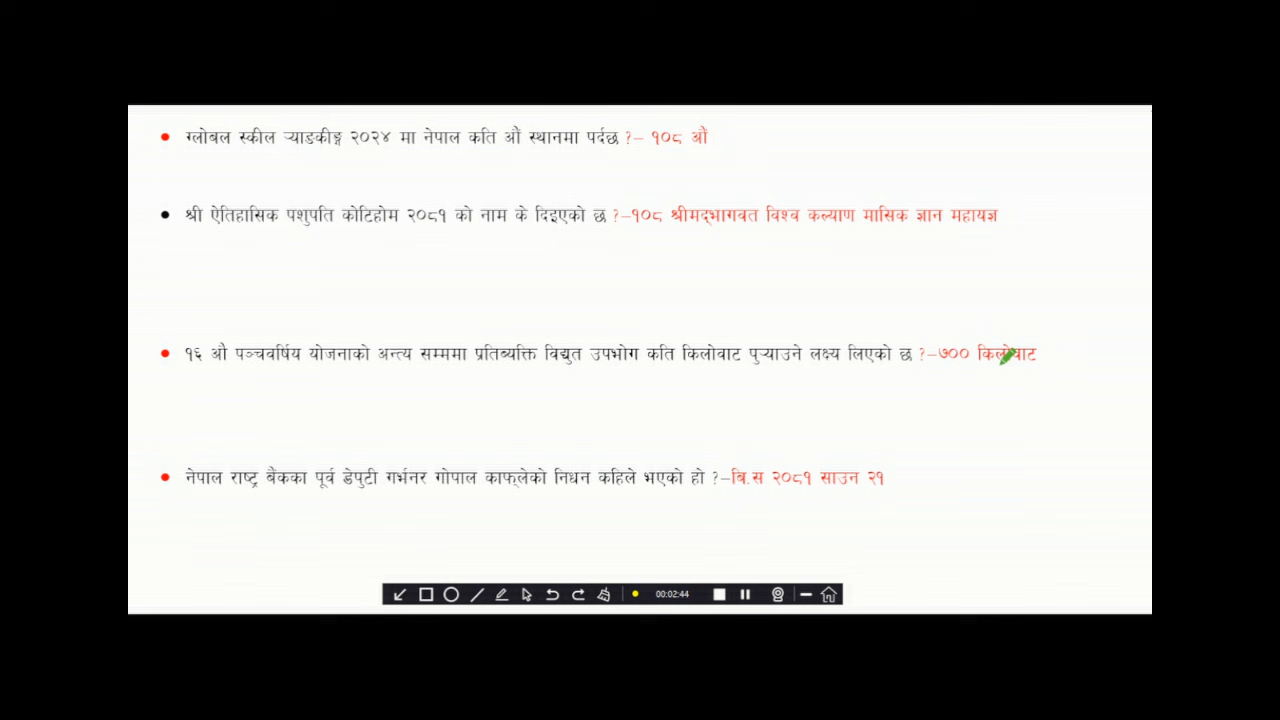 ग्लोबल स्कील र्‍याडकीङ्ग २०२४ मा नेपाल कति औं स्थानमा पर्दछ ?– १०८ औं
श्री ऐतिहासिक पशुपति कोटिहोम २०८१ को नाम के दिइएको छ ?–१०८ श्रीमद्भागवत विश्व कल्याण मासिक ज्ञान महायज्ञ
१६ औ पञ्चवर्षिय योजनाको अन्त्य सम्ममा प्रतिब्यक्ति विद्युत उपभोग कति किलोवाट पुर्‍याउने लक्ष्य लिएको छ ?–७०० किलोवाट
नेपाल राष्ट्र बैंकका पूर्व डेपुटी गर्भनर गोपाल काफ्लेको निधन कहिले भएको हो ?–बि.स २०८१ साउन २१
00:02:44